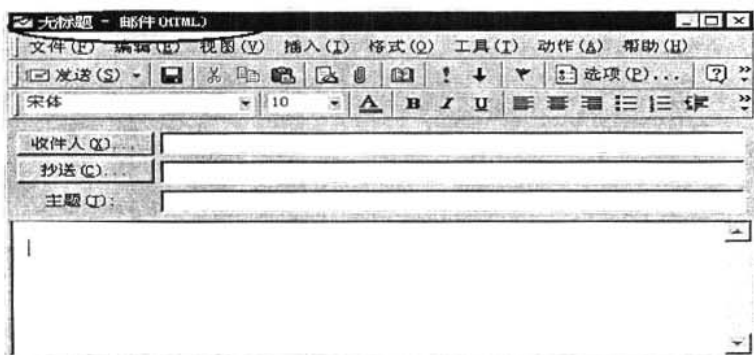 无标题 - 邮件(HTML)
文件(F) 编辑(E) 视图(V) 插入(I) 格式(O) 工具(T) 动作(A) 帮助(H)
发送(S) 选项(P)...
宋体 10 A B I U
收件人(X)...
抄送(C)...
主题(T):